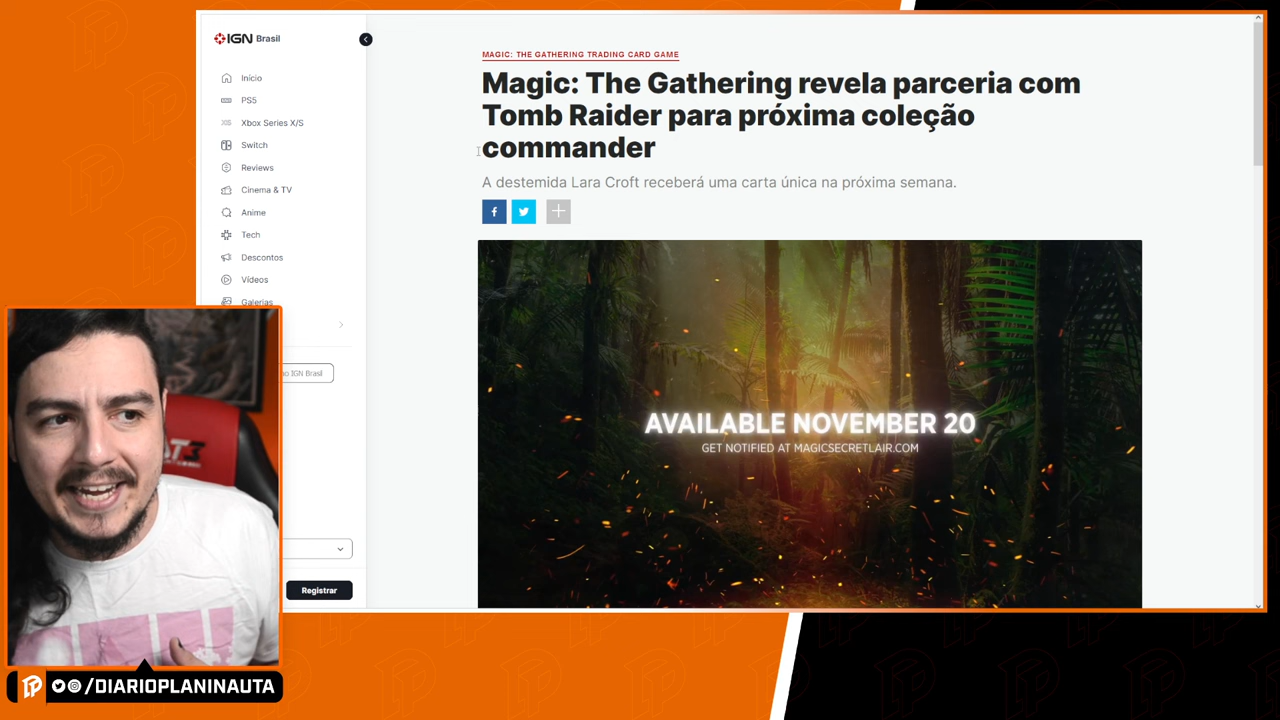 IGN Brasil
Início
PS5
Xbox Series X/S
Switch
Reviews
Cinema & TV
Anime
Tech
Descontos
Vídeos
Galerias
IGN Brasil
Registrar
MAGIC: THE GATHERING TRADING CARD GAME
Magic: The Gathering revela parceria com
Tomb Raider para próxima coleção
commander
A destemida Lara Croft receberá uma carta única na próxima semana.
AVAILABLE NOVEMBER 20
GET NOTIFIED AT MAGICSECRETLAIR.COM
/DIARIOPLANINAUTA